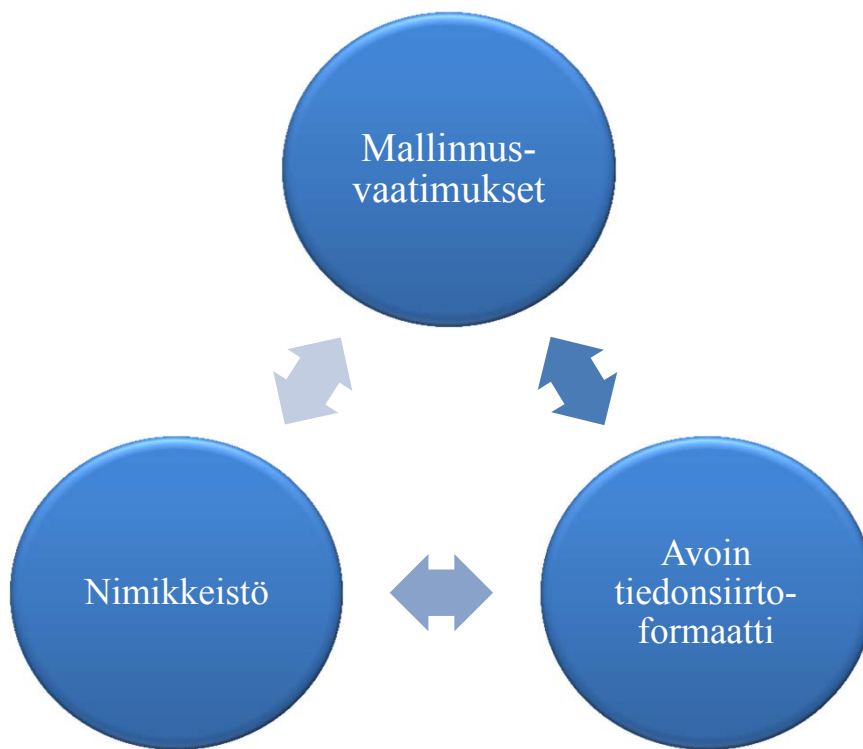 Mallinnus-
vaatimukset
Nimikkeistö
Avoin
tiedonsiirto-
formaatti